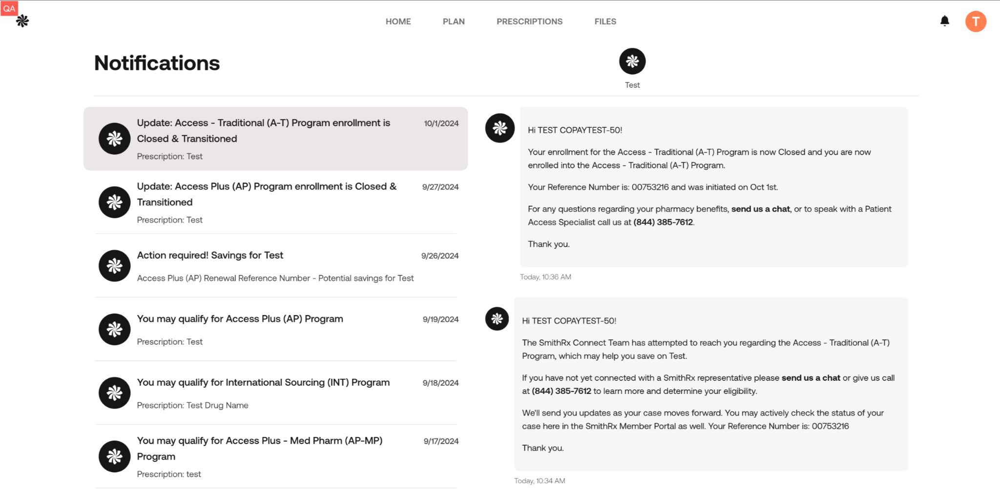 QA
HOME
PLAN
PRESCRIPTIONS
FILES
T
Notifications
Test
Update: Access - Traditional (A-T) Program enrollment is
Closed & Transitioned
10/1/2024
Prescription: Test
Update: Access Plus (AP) Program enrollment is Closed &
Transitioned
9/27/2024
Prescription: Test
Action required! Savings for Test
9/26/2024
Access Plus (AP) Renewal Reference Number - Potential savings for Test
You may qualify for Access Plus (AP) Program
9/19/2024
Prescription: Test
You may qualify for International Sourcing (INT) Program
9/18/2024
Prescription: Test Drug Name
You may qualify for Access Plus - Med Pharm (AP-MP)
Program
9/17/2024
Prescription: test
Hi TEST COPAYTEST-50!
Your enrollment for the Access - Traditional (A-T) Program is now Closed and you are now
enrolled into the Access - Traditional (A-T) Program.
Your Reference Number is: 00753216 and was initiated on Oct 1st.
For any questions regarding your pharmacy benefits, send us a chat, or to speak with a Patient
Access Specialist call us at (844) 385-7612.
Thank you.
Today, 10:36 AM
Hi TEST COPAYTEST-50!
The SmithRx Connect Team has attempted to reach you regarding the Access - Traditional (A-T)
Program, which may help you save on Test.
If you have not yet connected with a SmithRx representative please send us a chat or give us call
at (844) 385-7612 to learn more and determine your eligibility.
We'll send you updates as your case moves forward. You may actively check the status of your
case here in the SmithRx Member Portal as well. Your Reference Number is: 00753216
Thank you.
Today, 10:34 AM